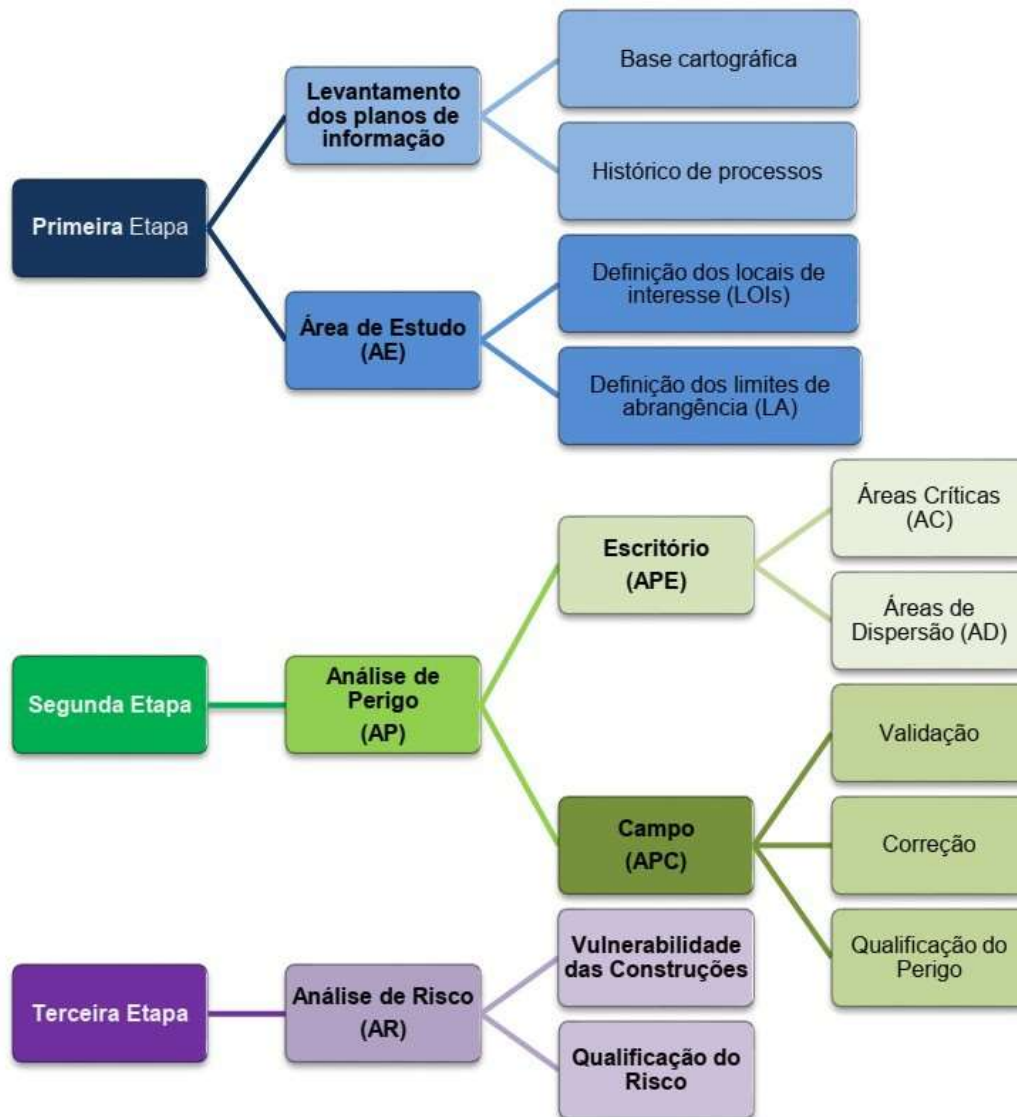 Primeira Etapa
Levantamento
dos planos de
informação
Base cartográfica
Histórico de processos
Área de Estudo
(AE)
Definição dos locais de
interesse (LOIs)
Definição dos limites de
abrangência (LA)
Segunda Etapa
Análise de
Perigo
(AP)
Escritório
(APE)
Áreas Críticas
(AC)
Áreas de
Dispersão (AD)
Campo
(APC)
Validação
Correção
Qualificação do
Perigo
Terceira Etapa
Análise de Risco
(AR)
Vulnerabilidade
das Construções
Qualificação do
Risco